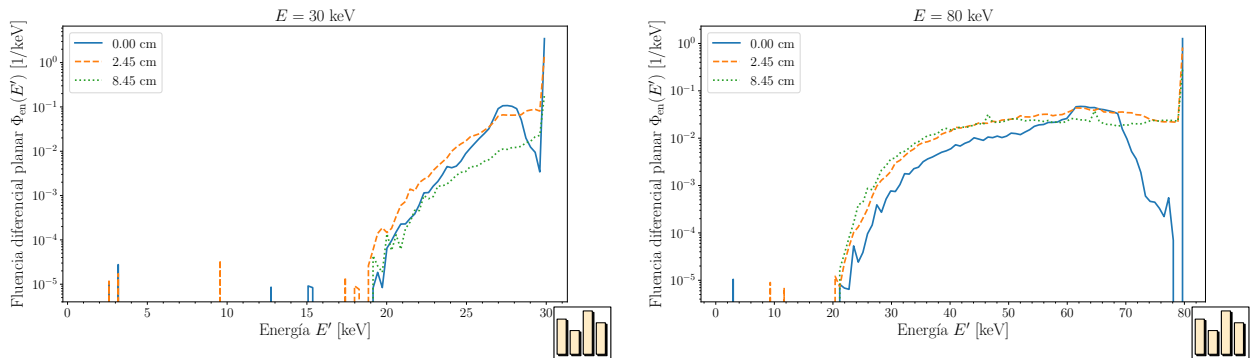 E = 30 keV
Fluencia diferencial planar Φen(E′) [1/keV]
0.00 cm
2.45 cm
8.45 cm
10⁰
10⁻¹
10⁻²
10⁻³
10⁻⁴
10⁻⁵
0 5 10 15 20 25 30
Energía E′ [keV]
E = 80 keV
Fluencia diferencial planar Φen(E′) [1/keV]
0.00 cm
2.45 cm
8.45 cm
10⁰
10⁻¹
10⁻²
10⁻³
10⁻⁴
10⁻⁵
0 10 20 30 40 50 60 70 80
Energía E′ [keV]